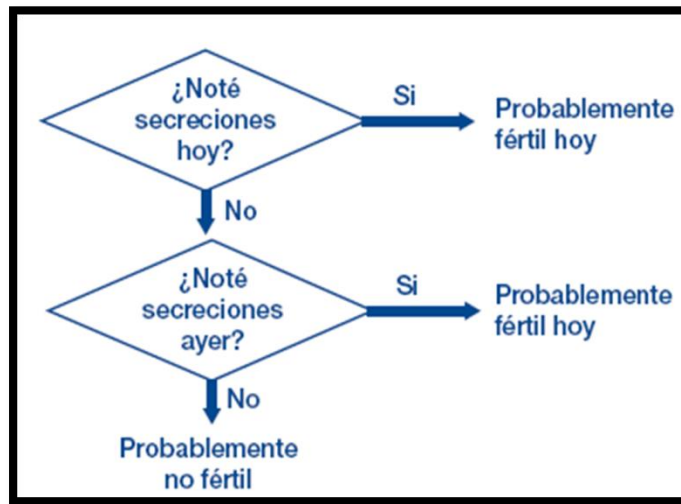 ¿Noté
secreciones
hoy?
Si
Probablemente
fértil hoy
No
¿Noté
secreciones
ayer?
Si
Probablemente
fértil hoy
No
Probablemente
no fértil